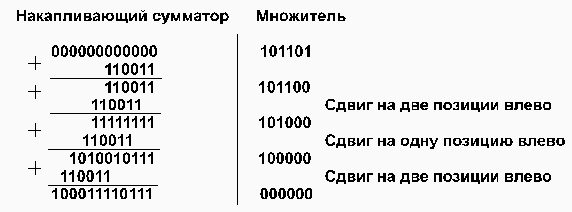 Накапливающий сумматор Множитель
000000000000 101101
+ 110011
+ 110011 101100
110011 Сдвиг на две позиции влево
+ 11111111 101000
110011 Сдвиг на одну позицию влево
+ 1010010111 100000
110011 Сдвиг на две позиции влево
100011110111 000000